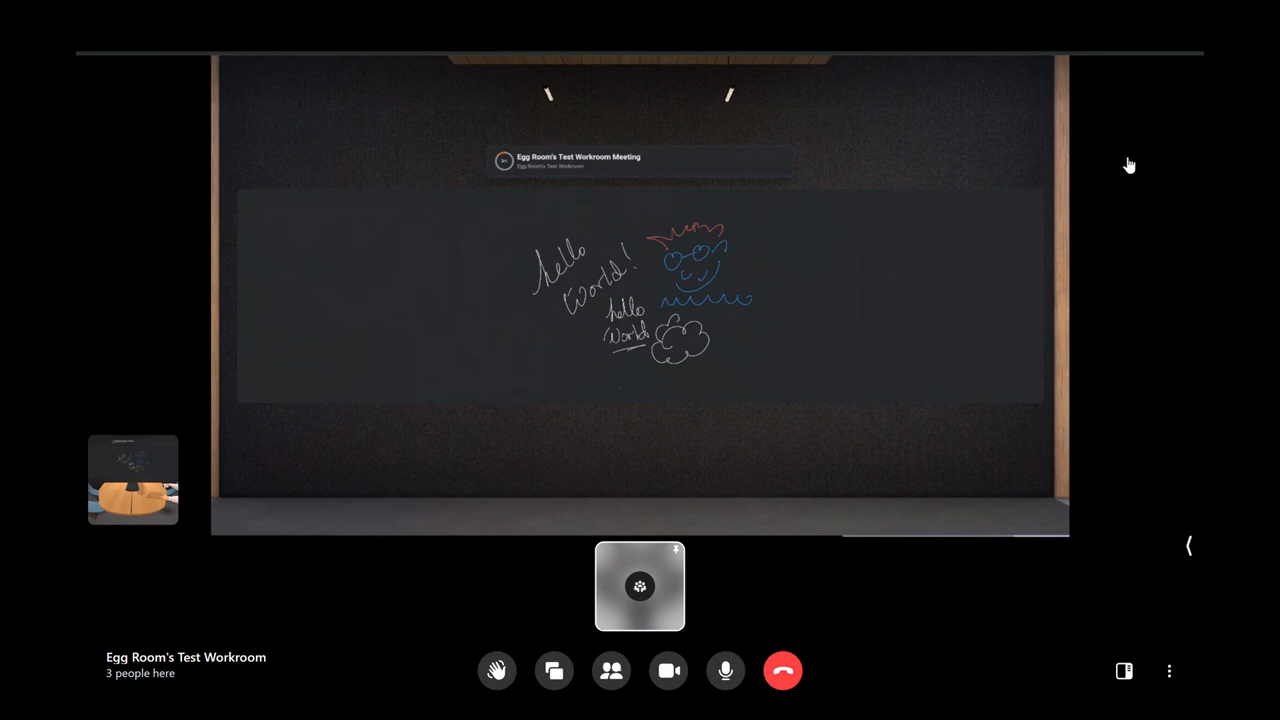 Egg Room's Test Workroom Meeting
Egg Room's Test Workroom
hello
World!
hello
World
Egg Room's Test Workroom
3 people here